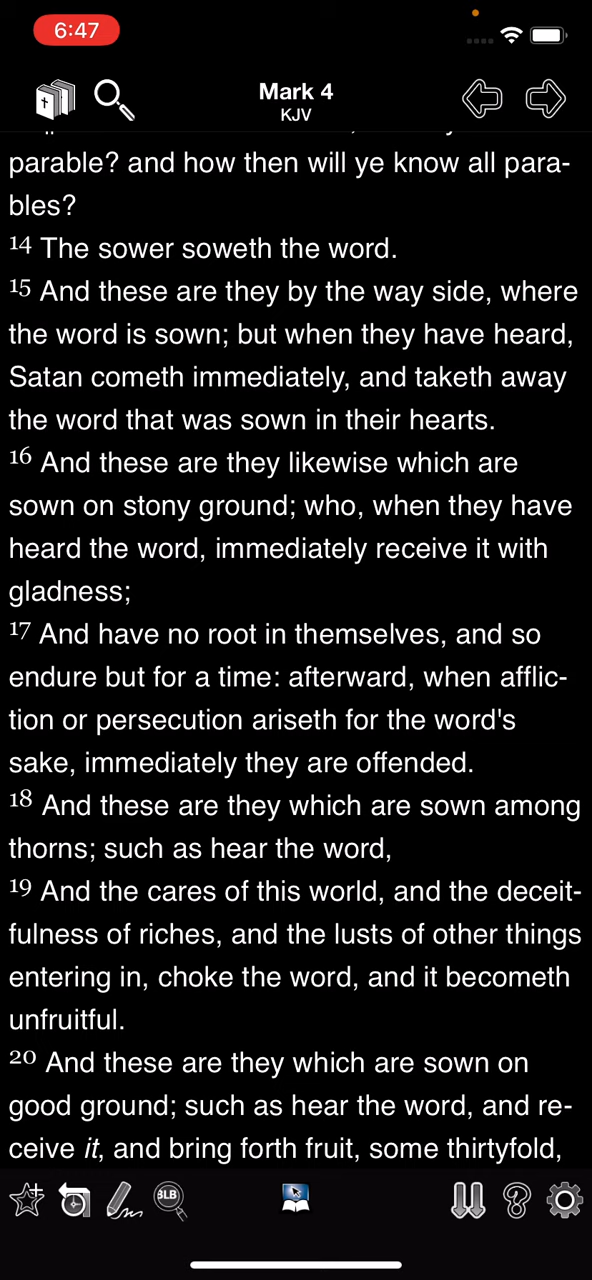 6:47
Mark 4
KJV
parable? and how then will ye know all para-
bles?
14 The sower soweth the word.
15 And these are they by the way side, where
the word is sown; but when they have heard,
Satan cometh immediately, and taketh away
the word that was sown in their hearts.
16 And these are they likewise which are
sown on stony ground; who, when they have
heard the word, immediately receive it with
gladness;
17 And have no root in themselves, and so
endure but for a time: afterward, when afflic-
tion or persecution ariseth for the word's
sake, immediately they are offended.
18 And these are they which are sown among
thorns; such as hear the word,
19 And the cares of this world, and the deceit-
fulness of riches, and the lusts of other things
entering in, choke the word, and it becometh
unfruitful.
20 And these are they which are sown on
good ground; such as hear the word, and re-
ceive it, and bring forth fruit, some thirtyfold,
BLB